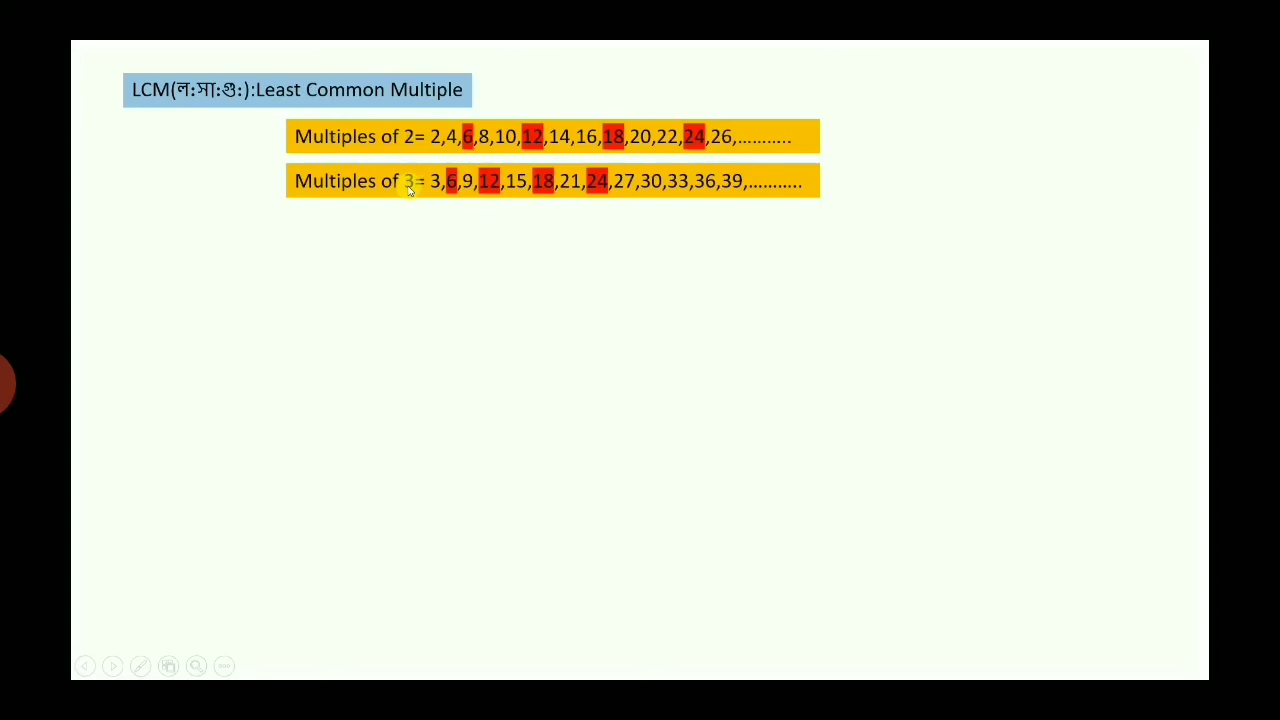 LCM(ল:সা:গু:):Least Common Multiple
Multiples of 2= 2,4,6,8,10,12,14,16,18,20,22,24,26,...........
Multiples of 3= 3,6,9,12,15,18,21,24,27,30,33,36,39,...........